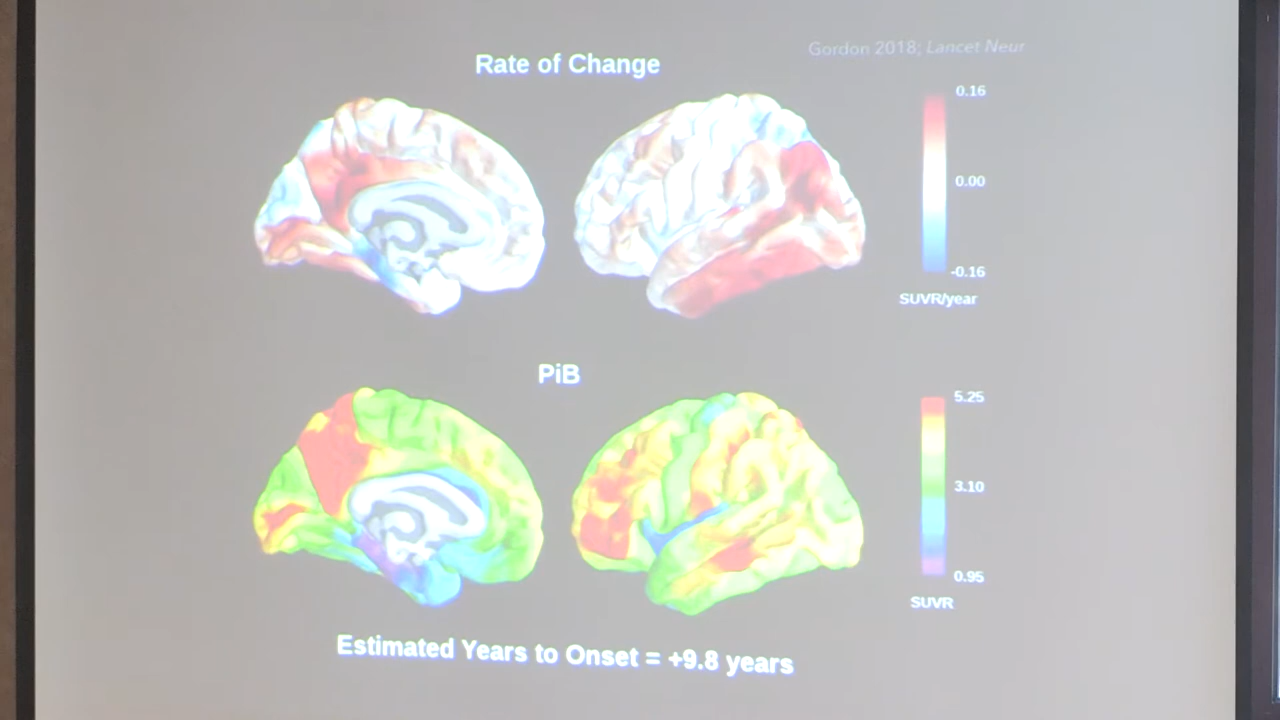 Gordon 2018; Lancet Neur
Rate of Change
0.16
0.00
-0.16
SUVR/year
PiB
5.25
3.10
0.95
SUVR
Estimated Years to Onset = +9.8 years